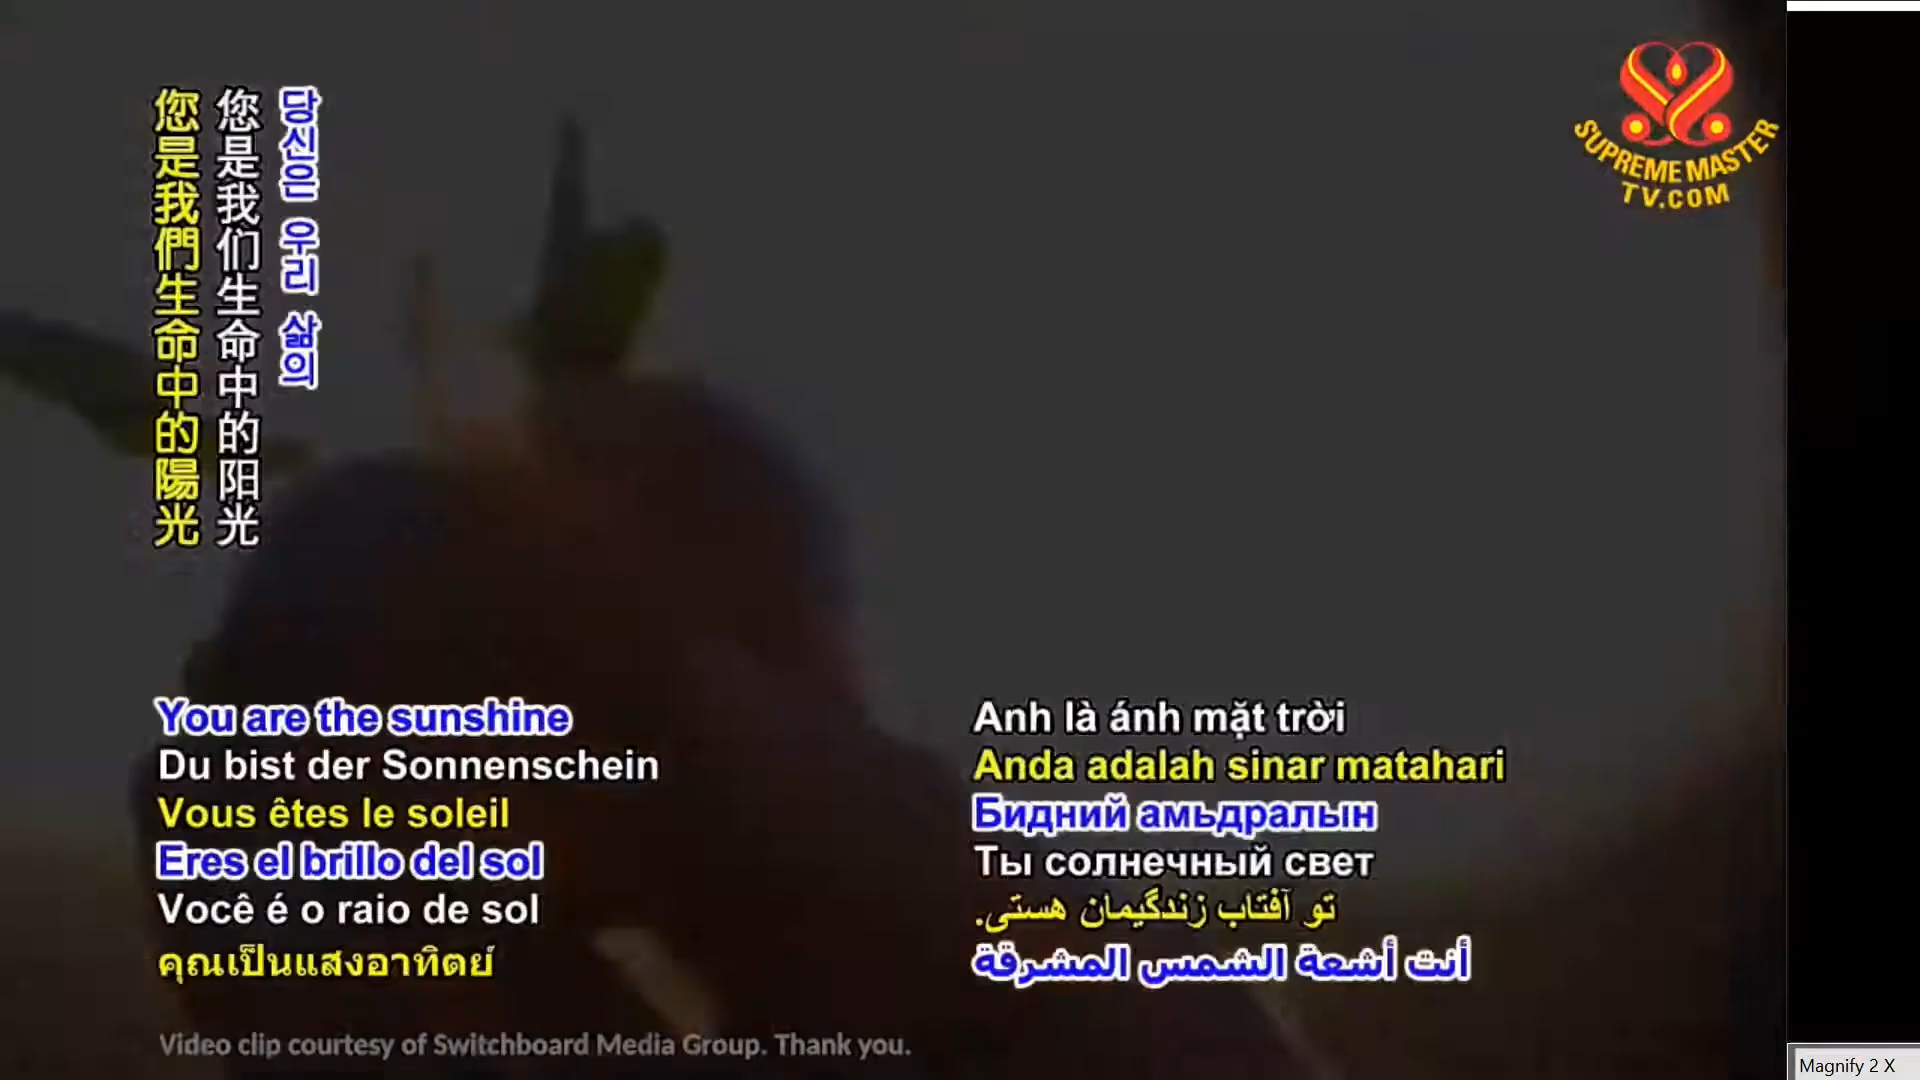 您是我們生命中的陽光
您是我们生命中的阳光
당신은 우리 삶의
SUPREME MASTER
TV.COM
You are the sunshine
Du bist der Sonnenschein
Vous êtes le soleil
Eres el brillo del sol
Você é o raio de sol
คุณเป็นแสงอาทิตย์
Anh là ánh mặt trời
Anda adalah sinar matahari
Бидний амьдралын
Ты солнечный свет
تو آفتاب زندگیمان هستی.
أنت أشعة الشمس المشرقة
Video clip courtesy of Switchboard Media Group. Thank you.
Magnify 2 X